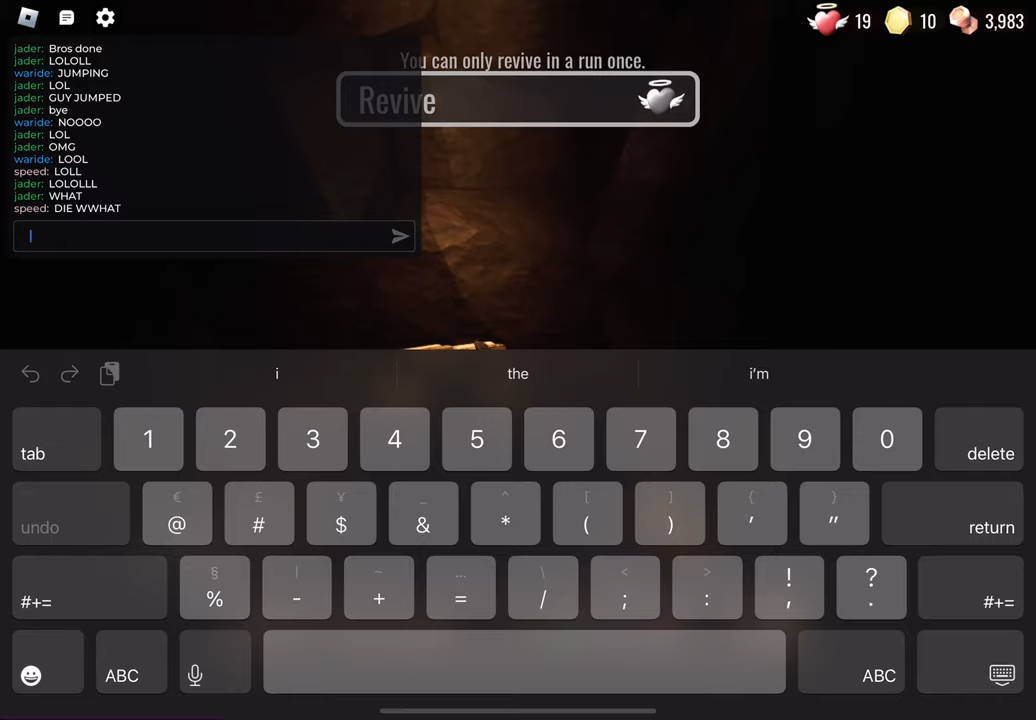 19 10 3,983
jader: Bros done
jader: LOLOLL
waride: JUMPING
jader: LOL
jader: GUY JUMPED
jader: bye
waride: NOOOO
jader: LOL
jader: OMG
waride: LOOL
speed: LOLL
jader: LOLOLLL
jader: WHAT
speed: DIE WWHAT
You can only revive in a run once.
Revive
i the i'm
tab 1 2 3 4 5 6 7 8 9 0 delete
€ £ ¥ _ ^ [ ] { }
undo @ # $ & * ( ) ' " return
§ | ~ … \ < > ! ?
#+= % - + = / ; : , . #+=
ABC ABC